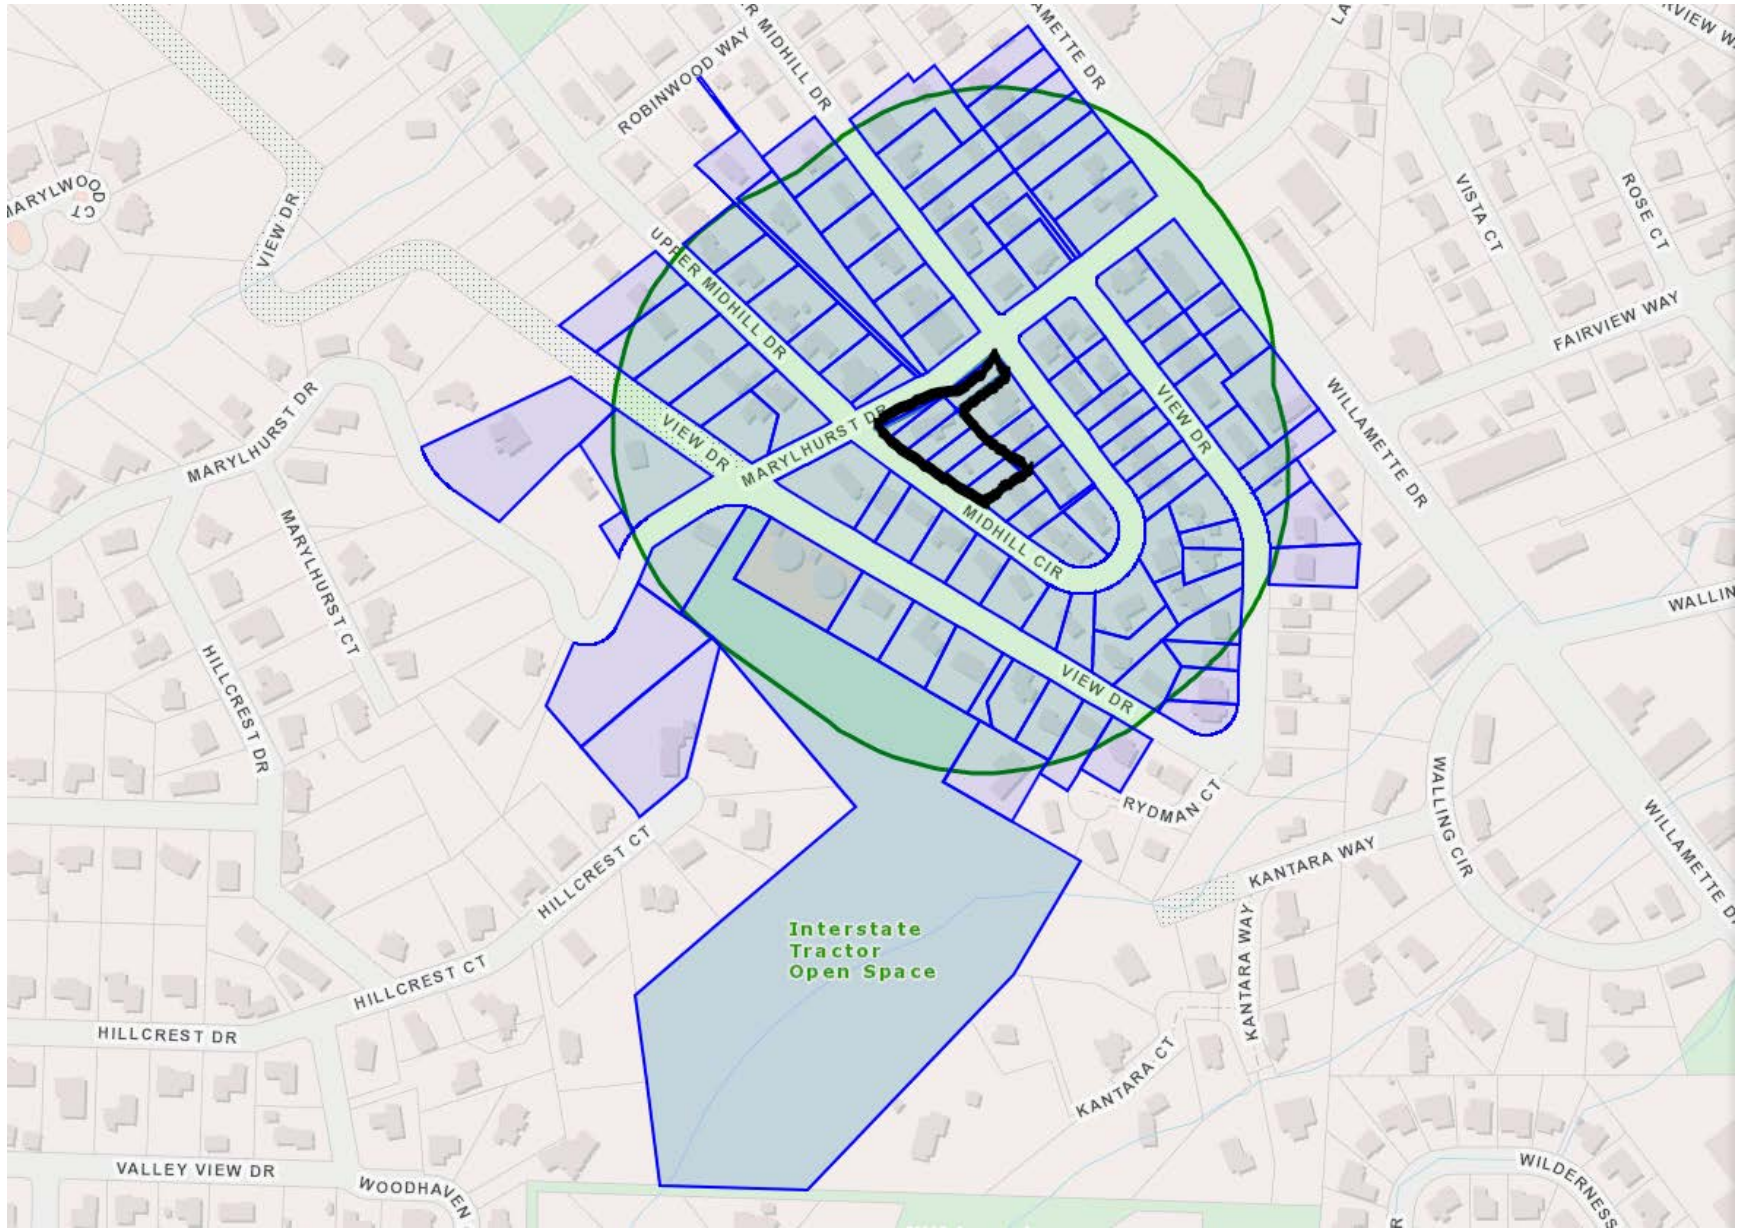 R MIDHILL DR
AMETTE DR
LA
RVIEW W
ROBINWOOD WAY
MARYLWOOD
CT
VIEW DR
VISTA CT
ROSE CT
UPPER MIDHILL DR
FAIRVIEW WAY
MARYLHURST DR
VIEW DR
MARYLHURST DR
VIEW DR
WILLAMETTE DR
MARYLHURST CT
MIDHILL CIR
WALLIN
HILLCREST DR
VIEW DR
RYDMAN CT
WALLING CIR
WILLAMETTE D
HILLCREST CT
KANTARA WAY
Interstate
Tractor
Open Space
KANTARA WAY
HILLCREST CT
HILLCREST DR
KANTARA CT
VALLEY VIEW DR
WOODHAVEN
WILDERNESS
R